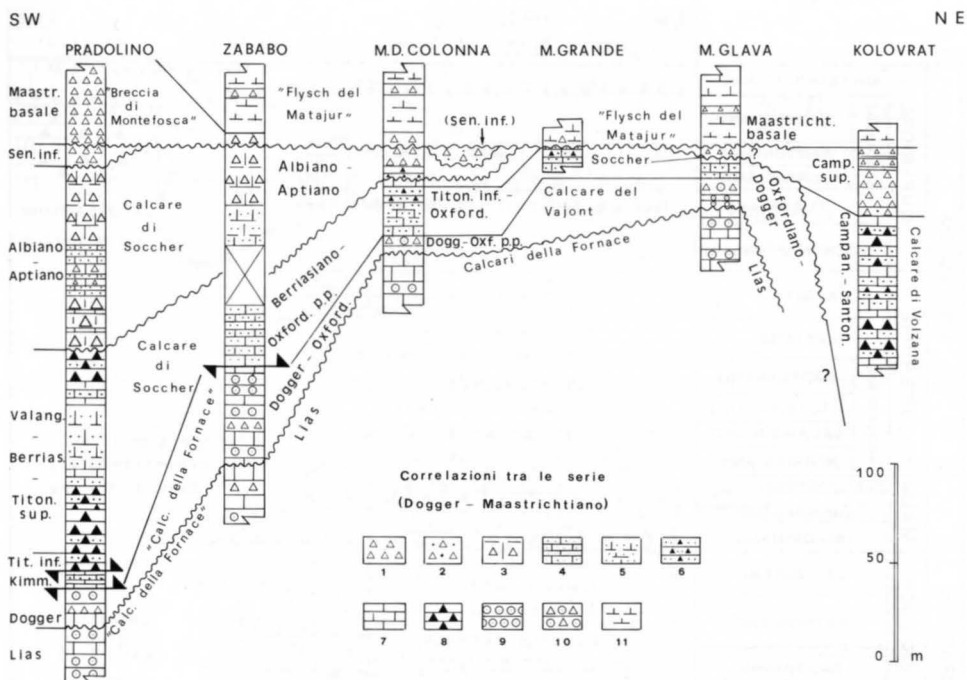 SW
NE
PRADOLINO
ZABABO
M.D. COLONNA
M.GRANDE
M. GLAVA
KOLOVRAT
Maastr.
basale
"Breccia
di
Montefosca"
"Flysch del
Matajur"
(Sen. inf.)
"Flysch del
Matajur"
Maastricht.
basale
Sen. inf.
Soccher
?
Camp.
sup.
Albiano -
Aptiano
Calcare
di
Soccher
Titon. inf. -
Oxford.
Calcare del
Vajont
Oxfordiano -
Dogger
Albiano
-
Aptiano
Dogg-Oxf. p.p.
Calcari della Fornace
Berriasiano -
Oxford. p.p.
Lias
Campan. - Santon.
Calcare di Volzana
Calcare
di
Soccher
Dogger - Oxford.
Lias
?
Valang.
-
Berrias.
-
Titon.
sup.
"Calc. della Fornace"
"Calc. della Fornace"
Tit. inf.
Kimm.
Dogger
Lias
Correlazioni tra le serie
(Dogger - Maastrichtiano)
1 2 3 4 5 6
7 8 9 10 11
100
50
0 m